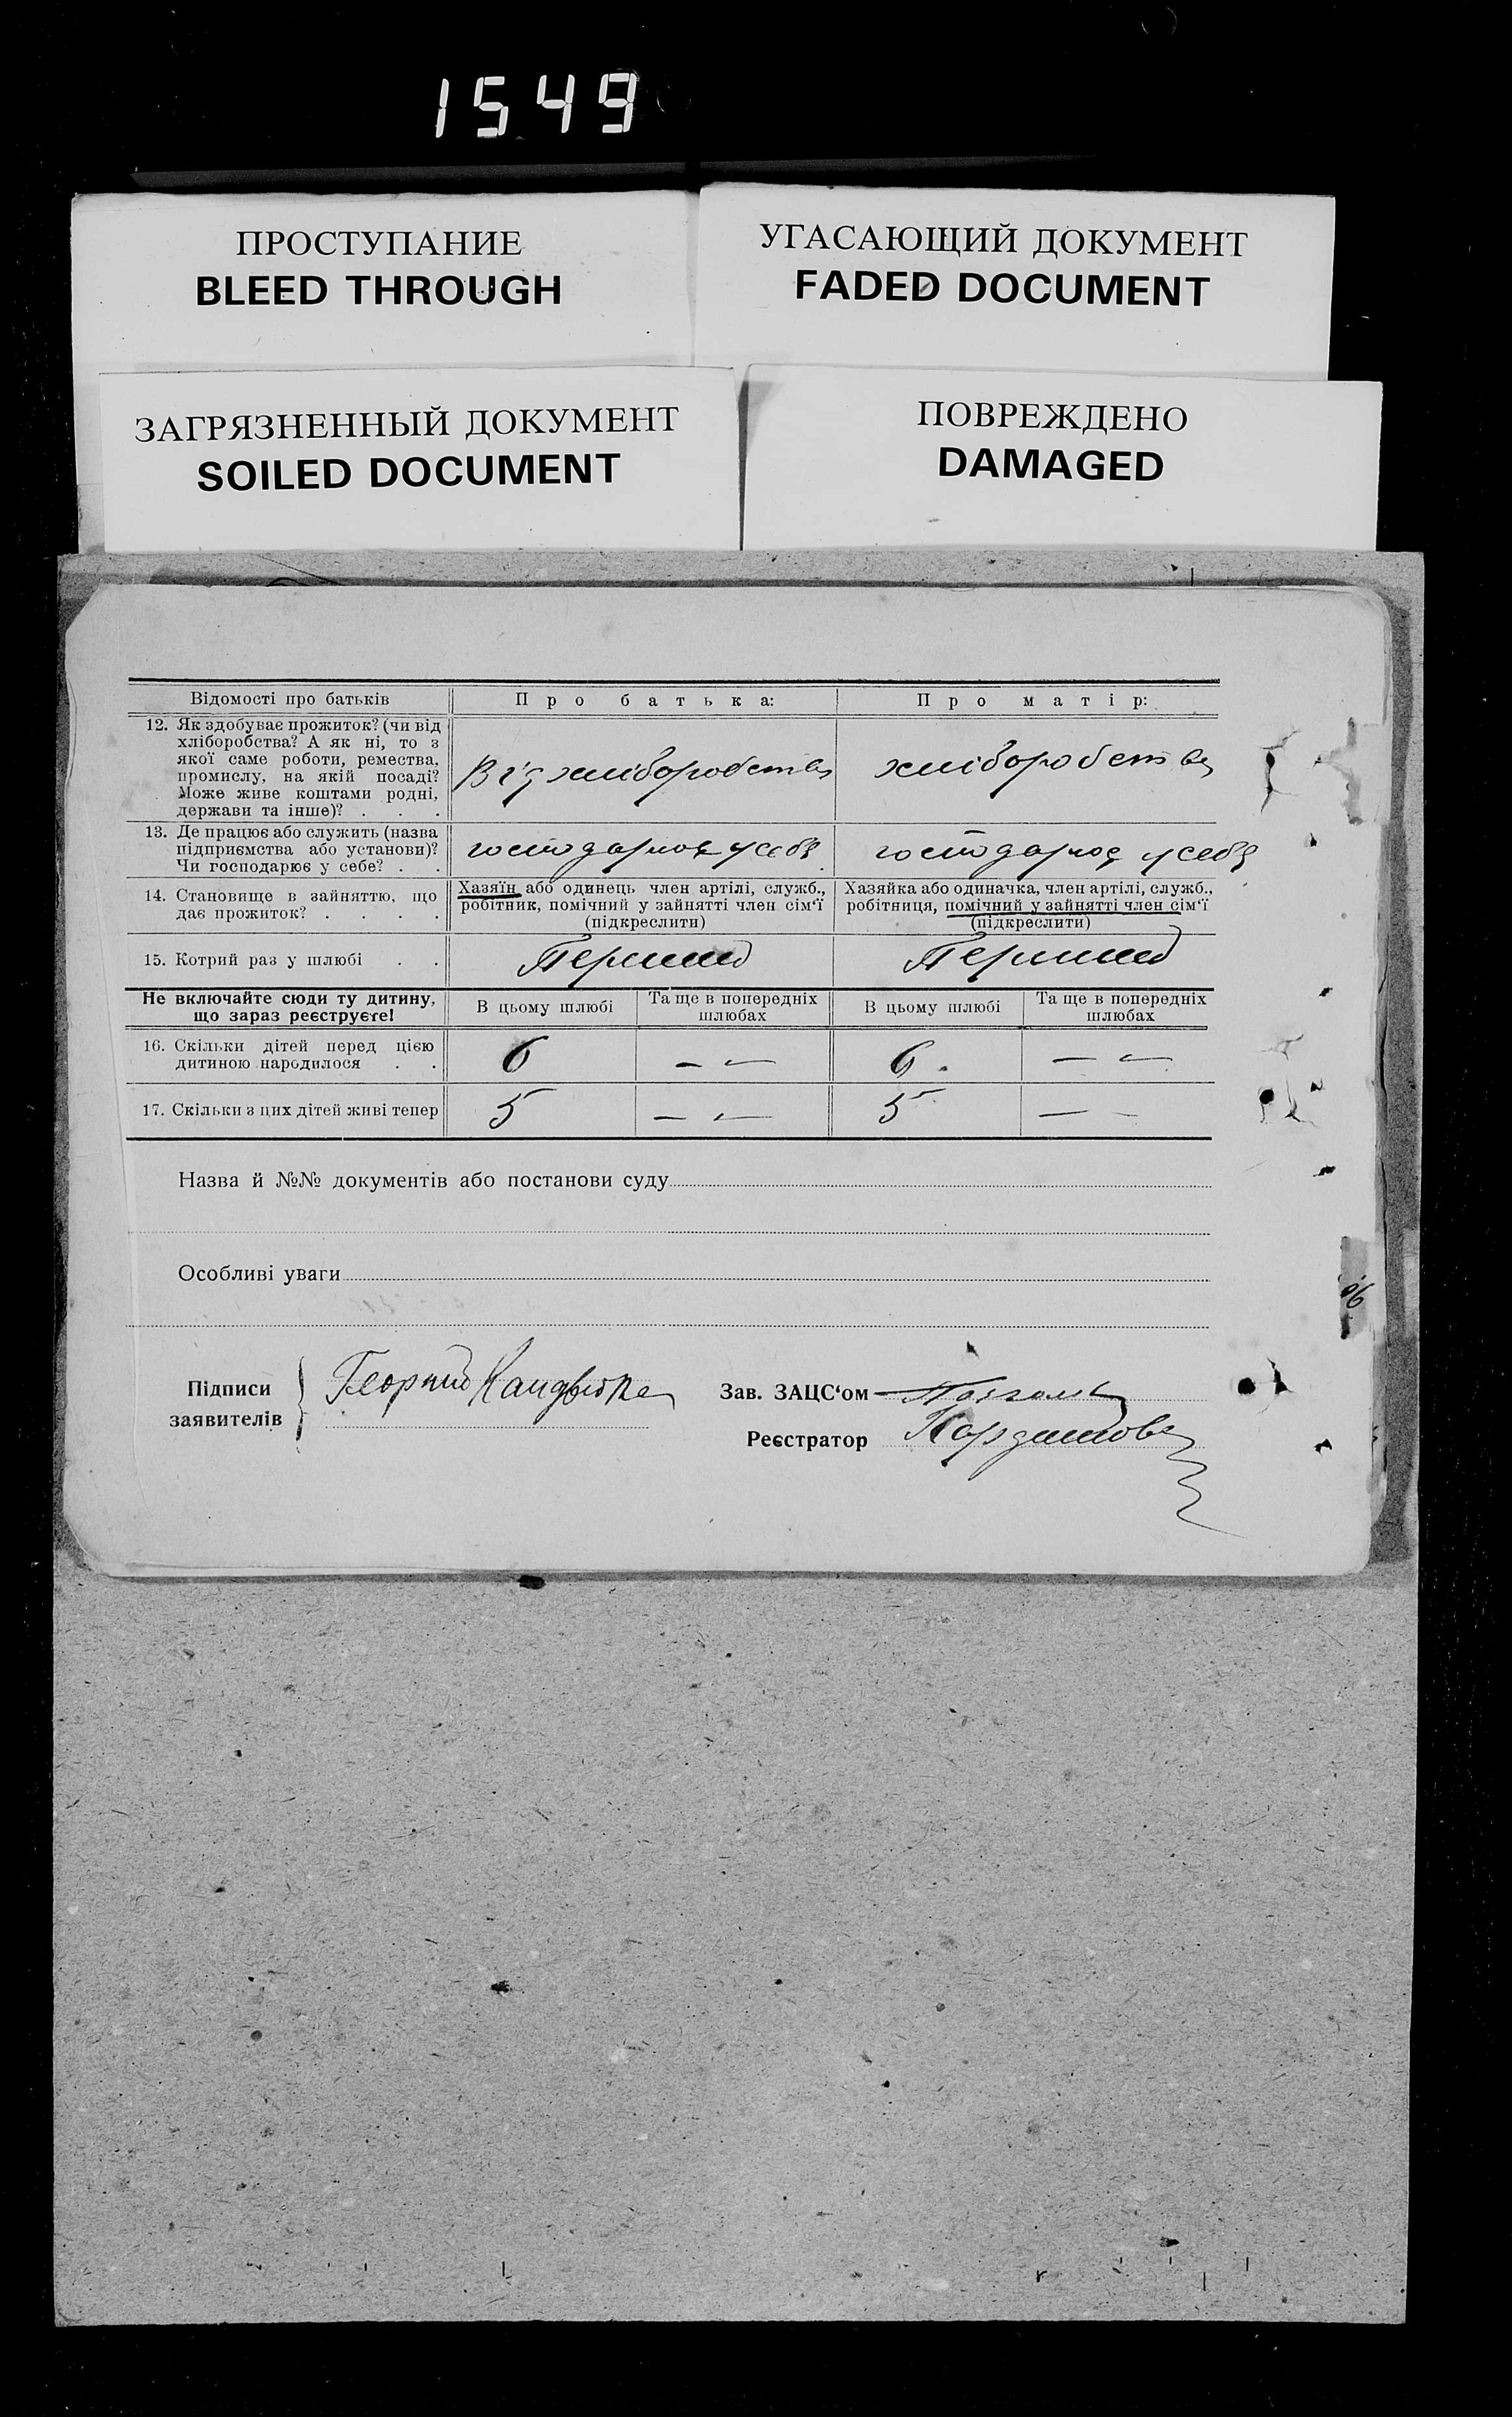 1549
ПРОСТУПАНИЕ
BLEED THROUGH
УГАСАЮЩИЙ ДОКУМЕНТ
FADED DOCUMENT
ЗАГРЯЗНЕННЫЙ ДОКУМЕНТ
SOILED DOCUMENT
ПОВРЕЖДЕНО
DAMAGED
Відомості про батьків
Про батька:
Про матір:
12. Як здобуває прожиток? (чи від
хліборобства? А як ні, то з
якої саме роботи, ремества,
промислу, на якій посаді?
Може живе коштами родні,
держави та інше)? . . .
Від хліборобства
хліборобства
13. Де працює або служить (назва
підприємства або установи)?
Чи господарює у себе? . .
господарює у себе
господарює у себе
14. Становище в зайняттю, що
дає прожиток? . . . .
Хазяїн або одинець член артілі, служб.,
робітник, помічний у зайнятті член сім‘ї
(підкреслити)
Хазяйка або одиначка, член артілі, служб.,
робітниця, помічний у зайнятті член сім‘ї
(підкреслити)
15. Котрий раз у шлюбі . .
Перший
Перший
Не включайте сюди ту дитину,
що зараз реєструєте!
В цьому шлюбі
Та ще в попередніх
шлюбах
В цьому шлюбі
Та ще в попередніх
шлюбах
16. Скільки дітей перед цією
дитиною народилося . .
6
— —
6.
— —
17. Скільки з цих дітей живі тепер
5
— —
5
— —
Назва й №№ документів або постанови суду
Особливі уваги
Підписи
заявителів
Георгий
Зав. ЗАЦС‘ом
Реєстратор